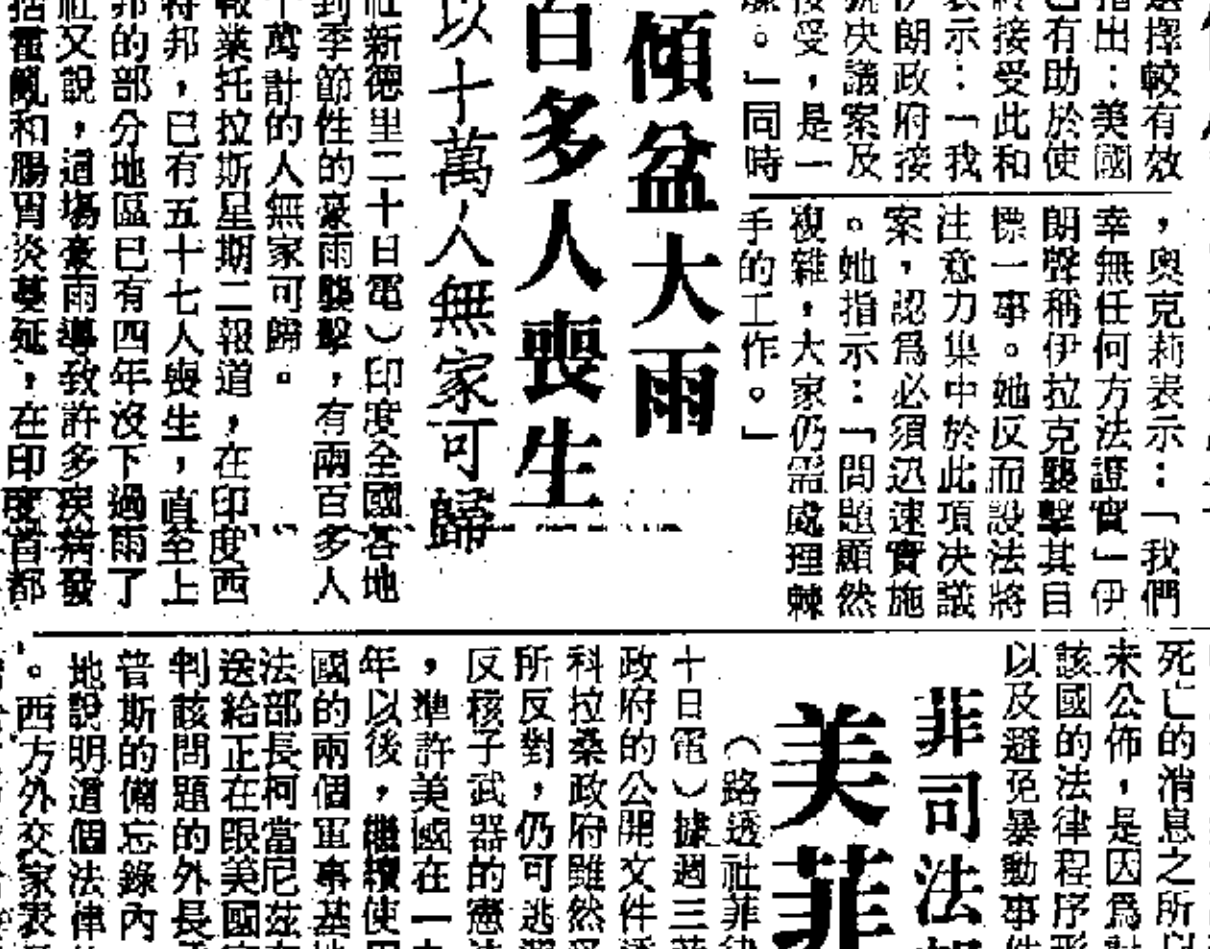 選擇較有效
指出：美國
已有助於使
終接受此和
表示：「我
伊朗政府接
號決議案及
接受，是一
。」同時
，奧克莉表示：「我們
幸無任何方法證實」伊
朗聲稱伊拉克襲擊其目
標一事。她反而設法將
注意力集中於此項決議
案，認爲必須迅速實施
。她指示：「問題顯然
複雜，大家仍需處理棘
手的工作。」
傾盆大雨
百多人喪生
以十萬人無家可歸
社新德里二十日電）印度全國各地
到季節性的豪雨襲擊，有兩百多人
十萬計的人無家可歸。
報業托拉斯星期二報道，在印度西
特邦，已有五十七人喪生，直至上
邦的部分地區已有四年沒下過雨了
社又說，這場豪雨導致許多疾病發
括霍亂和腸胃炎蔓延，在印度首都
死亡的消息之所以
未公佈，是因爲
該國的法律程序
以及避免暴動事件
菲司法
美菲
（路透社菲律
十日電）據週三
政府的公開文件透
科拉桑政府雖然受
所反對，仍可逃避
反核子武器的憲法
，準許美國在一九
年以後，繼續使用
國的兩個軍事基地
法部長柯當尼兹在
送給正在跟美國
判該問題的外長
普斯的備忘錄內
地說明這個法律
。西方外交家表